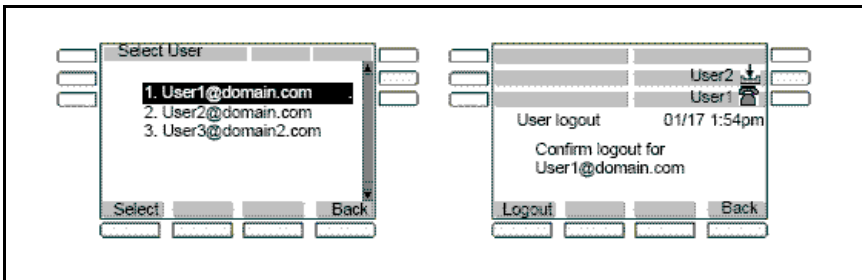 Select User
1. User1@domain.com
2. User2@domain.com
3. User3@domain2.com
Select Back
User2
User1
User logout 01/17 1:54pm
Confirm logout for
User1@domain.com
Logout Back